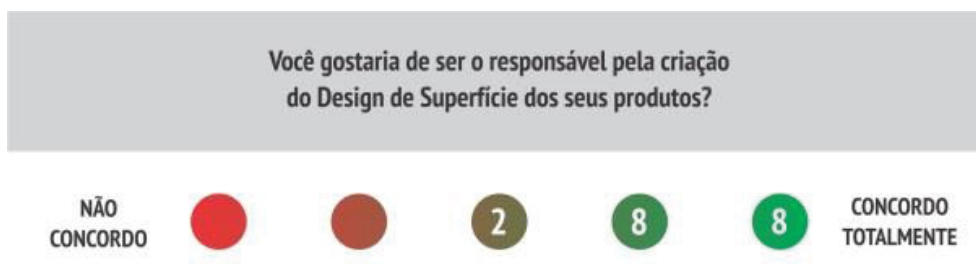 Você gostaria de ser o responsável pela criação
do Design de Superfície dos seus produtos?
NÃO
CONCORDO
2
8
8
CONCORDO
TOTALMENTE